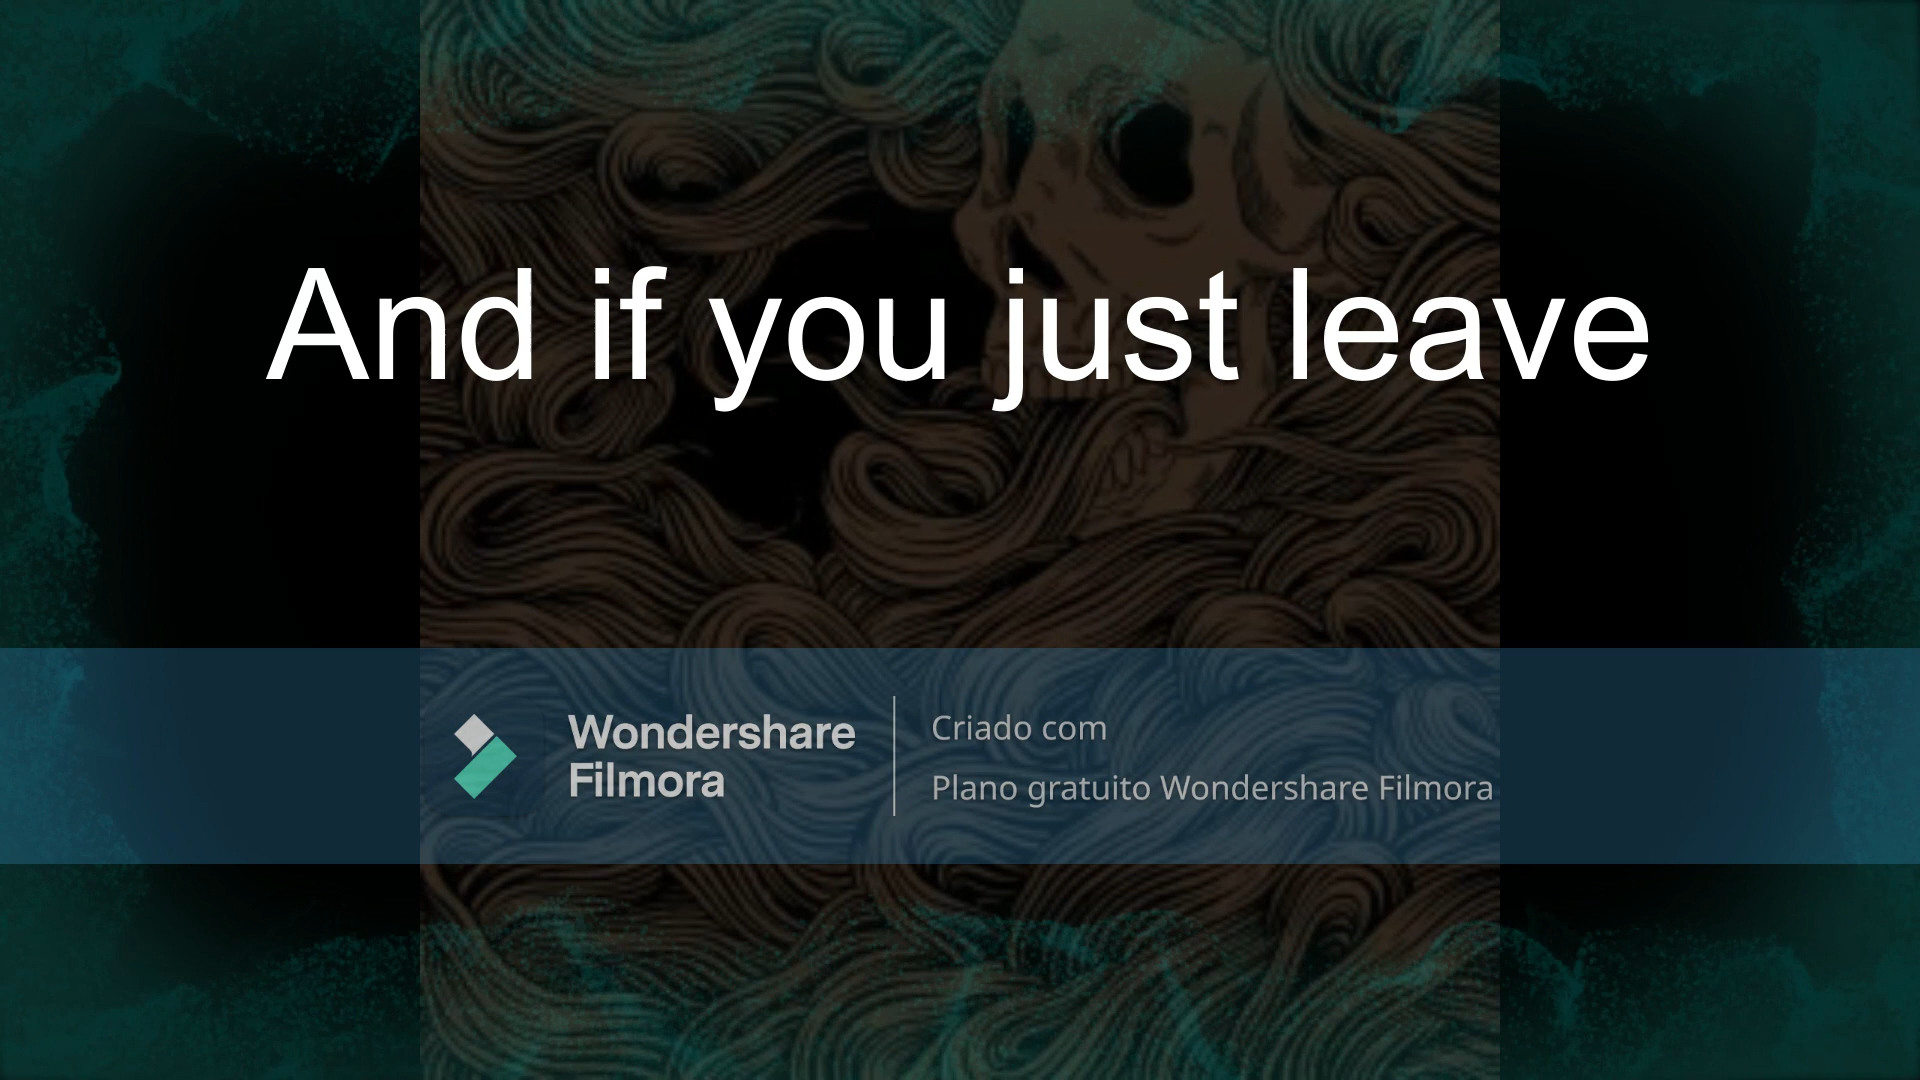 And if you just leave
Wondershare
Filmora
Criado com
Plano gratuito Wondershare Filmora